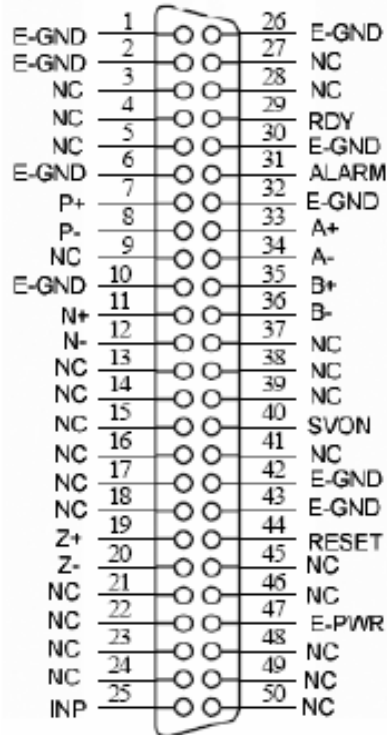 E-GND 1 26 E-GND
E-GND 2 27 NC
NC 3 28 NC
NC 4 29 RDY
NC 5 30 E-GND
E-GND 6 31 ALARM
P+ 7 32 E-GND
P- 8 33 A+
NC 9 34 A-
E-GND 10 35 B+
N+ 11 36 B-
N- 12 37 NC
NC 13 38 NC
NC 14 39 NC
NC 15 40 SVON
NC 16 41 NC
NC 17 42 E-GND
NC 18 43 E-GND
Z+ 19 44 RESET
Z- 20 45 NC
NC 21 46 NC
NC 22 47 E-PWR
NC 23 48 NC
NC 24 49 NC
INP 25 50 NC